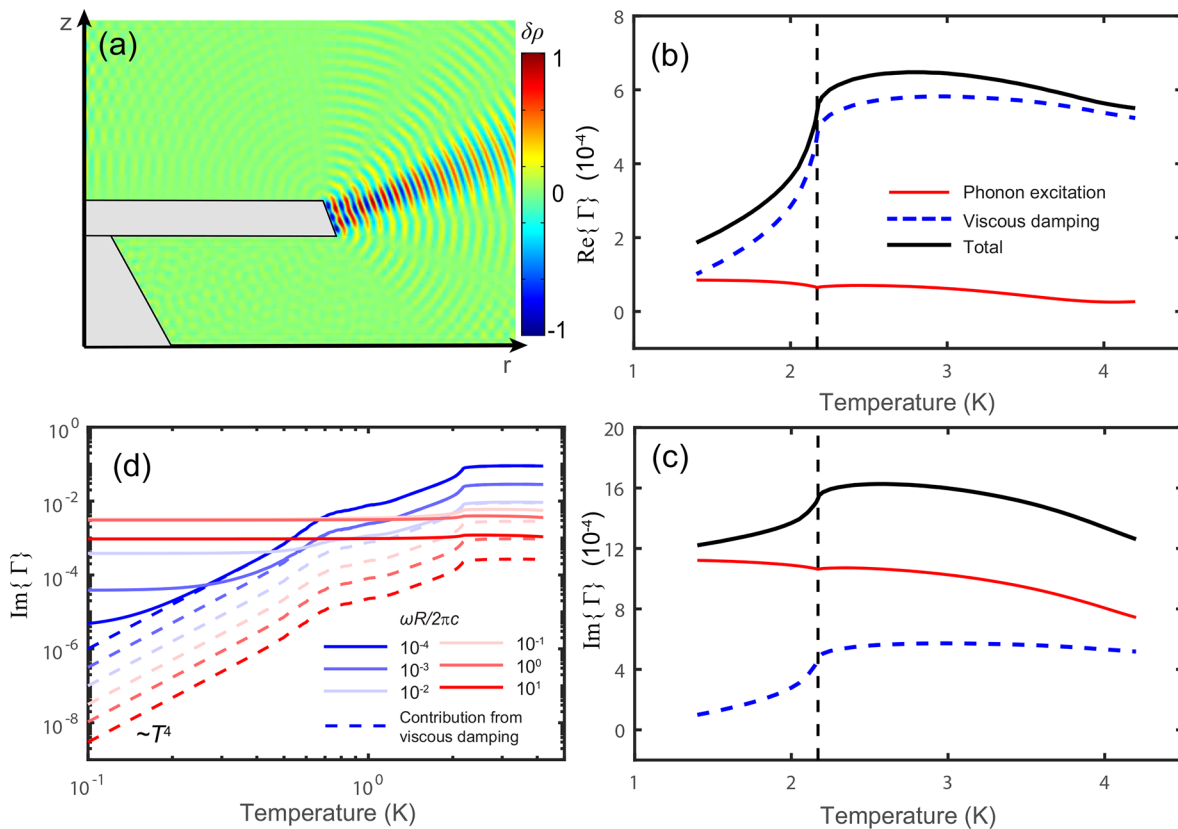 z
(a)
δρ
1
0
-1
r
(b)
Re{ Γ} (10⁻⁴)
8
6
4
2
0
Phonon excitation
Viscous damping
Total
1
2
3
4
Temperature (K)
(d)
Im{ Γ}
10⁰
10⁻²
10⁻⁴
10⁻⁶
10⁻⁸
ωR/2πc
10⁻⁴
10⁻¹
10⁻³
10⁰
10⁻²
10¹
Contribution from
viscous damping
~T⁴
10⁻¹
10⁰
Temperature (K)
(c)
Im{ Γ} (10⁻⁴)
20
16
12
8
4
0
1
2
3
4
Temperature (K)